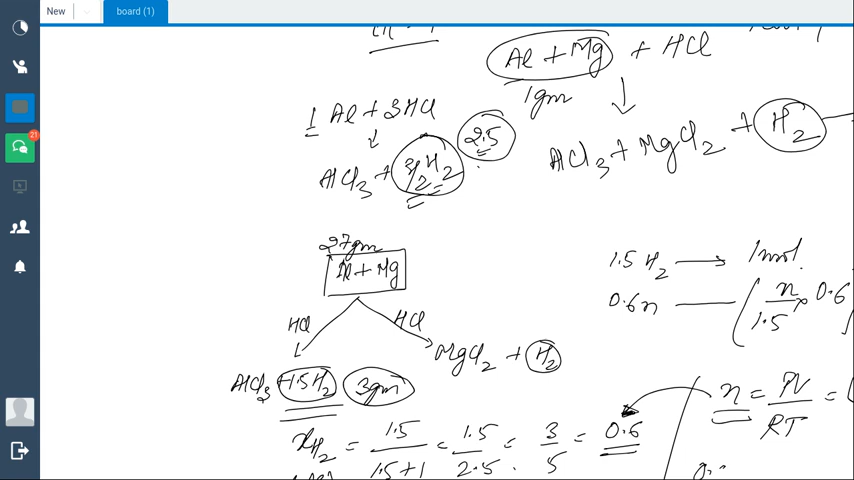 New
board (1)
21
Al + Mg + HCl
1gm
↓
AlCl3 + MgCl2 + H2
1 Al + 3HCl
↓
AlCl3 + 3/2 H2
2.5
27gm
Al + Mg
HCl
HCl
AlCl3 + 1.5H2
3gm
MgCl2 + H2
1.5 H2 → 1mol.
0.6n — (n/1.5 × 0.6
xH2 = 1.5/1.5+1 = 1.5/2.5 = 3/5 = 0.6
n = PV/RT =